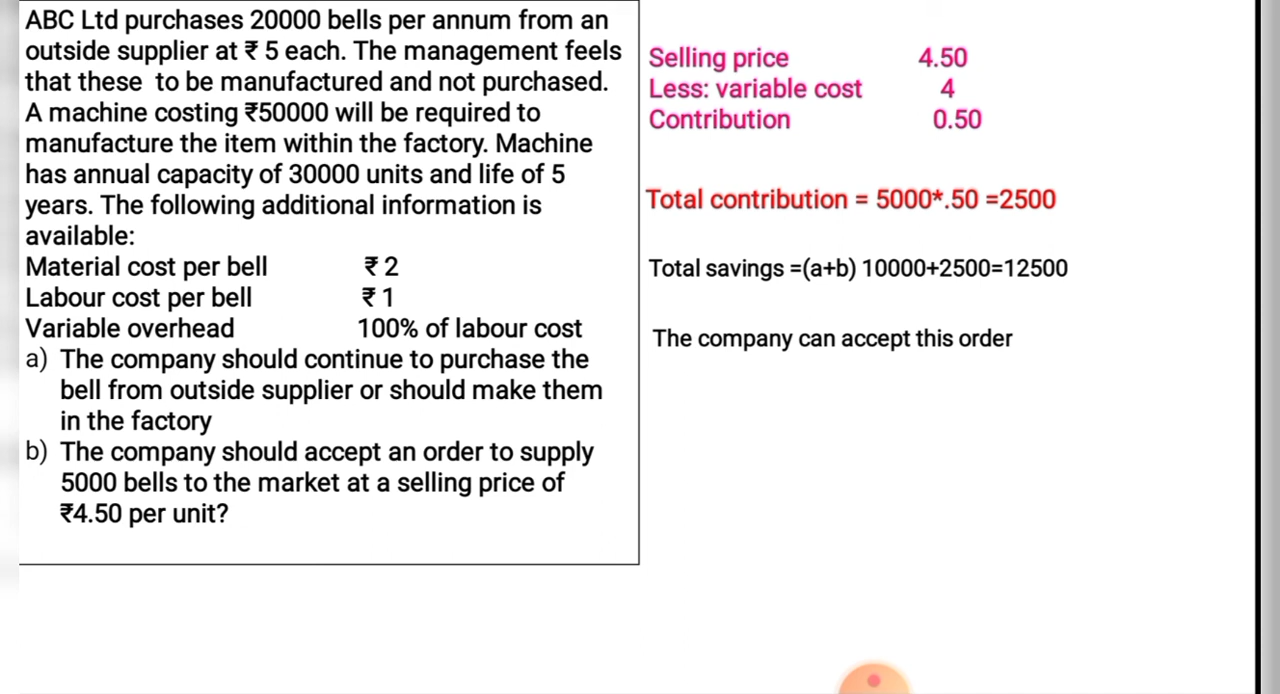 ABC Ltd purchases 20000 bells per annum from an
outside supplier at ₹ 5 each. The management feels
that these to be manufactured and not purchased.
A machine costing ₹50000 will be required to
manufacture the item within the factory. Machine
has annual capacity of 30000 units and life of 5
years. The following additional information is
available:
Material cost per bell ₹ 2
Labour cost per bell ₹ 1
Variable overhead 100% of labour cost
a) The company should continue to purchase the
bell from outside supplier or should make them
in the factory
b) The company should accept an order to supply
5000 bells to the market at a selling price of
₹4.50 per unit?
Selling price 4.50
Less: variable cost 4
Contribution 0.50
Total contribution = 5000*.50 =2500
Total savings =(a+b) 10000+2500=12500
The company can accept this order